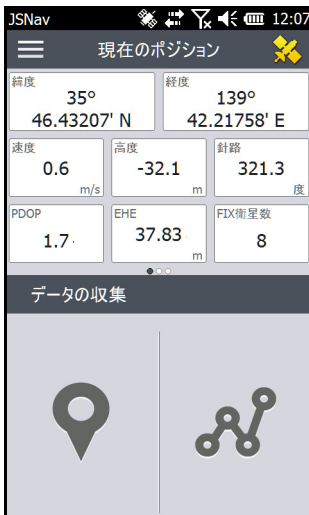 JSNav 12:07
現在のポジション
緯度
35°
46.43207' N
経度
139°
42.21758' E
速度
0.6
m/s
高度
-32.1
m
針路
321.3
度
PDOP
1.7
EHE
37.83
m
FIX衛星数
8
データの収集